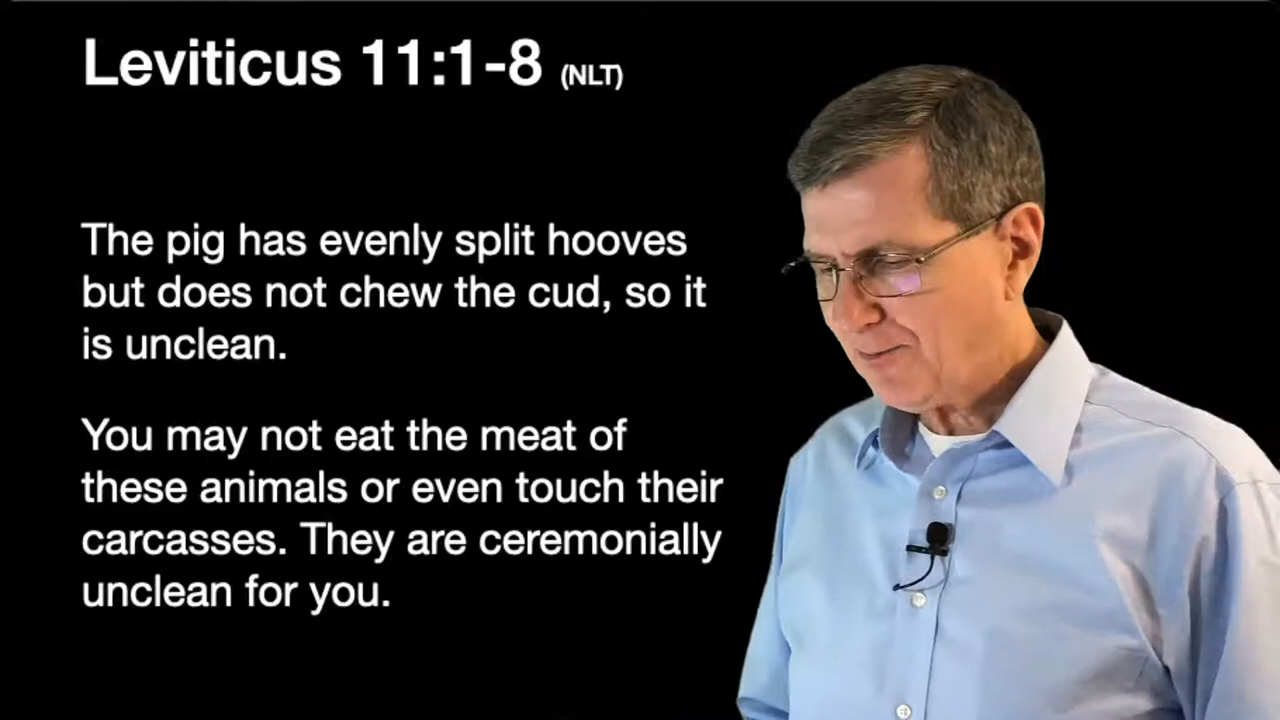 Leviticus 11:1-8 (NLT)
The pig has evenly split hooves
but does not chew the cud, so it
is unclean.
You may not eat the meat of
these animals or even touch their
carcasses. They are ceremonially
unclean for you.